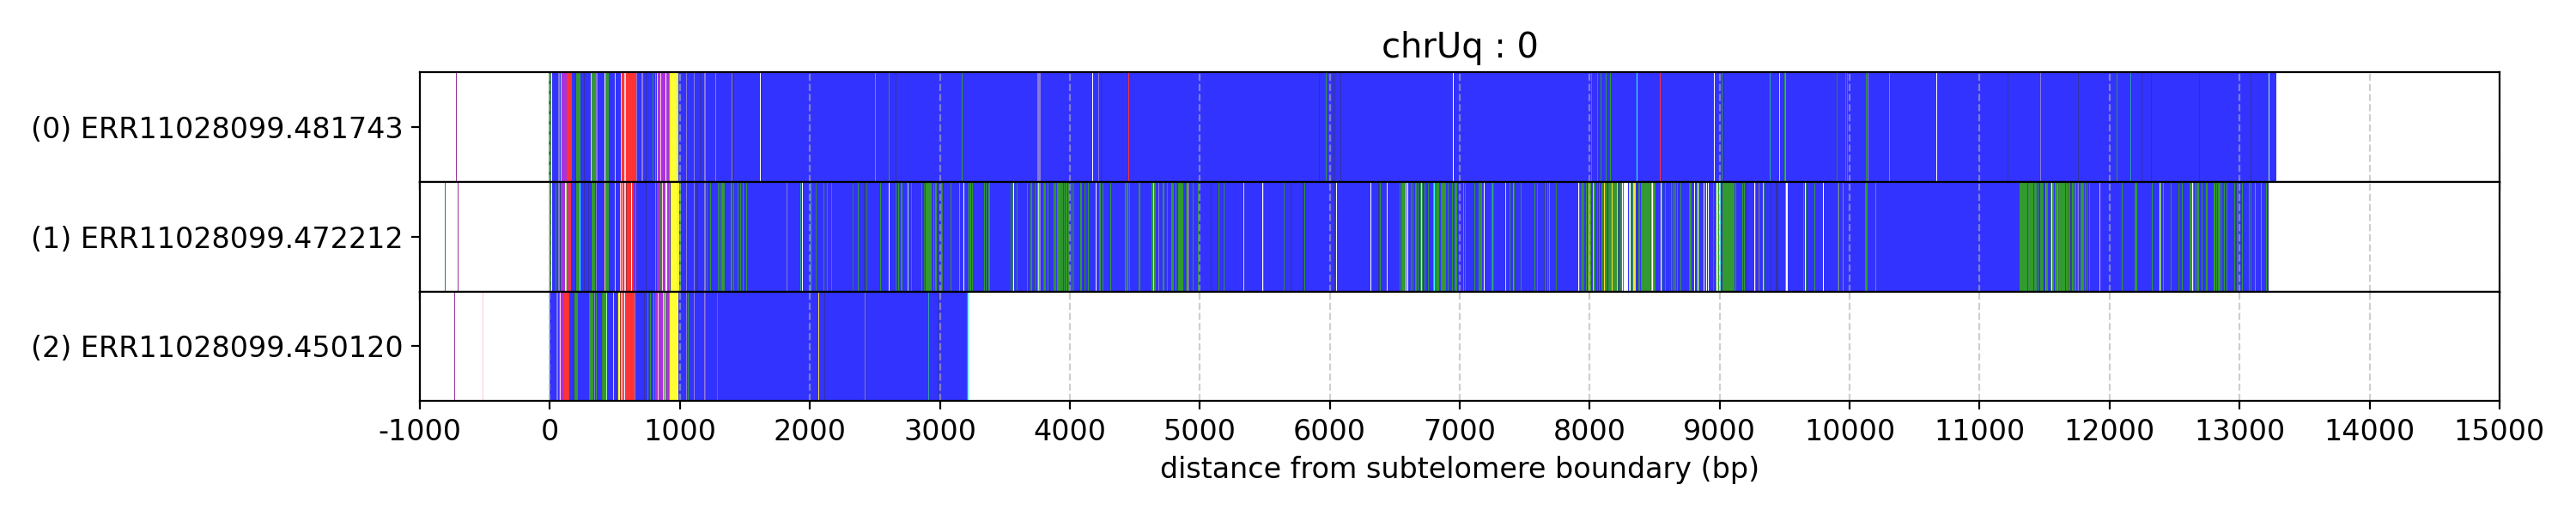 chrUq : 0
(0) ERR11028099.481743
(1) ERR11028099.472212
(2) ERR11028099.450120
-1000 0 1000 2000 3000 4000 5000 6000 7000 8000 9000 10000 11000 12000 13000 14000 15000
distance from subtelomere boundary (bp)